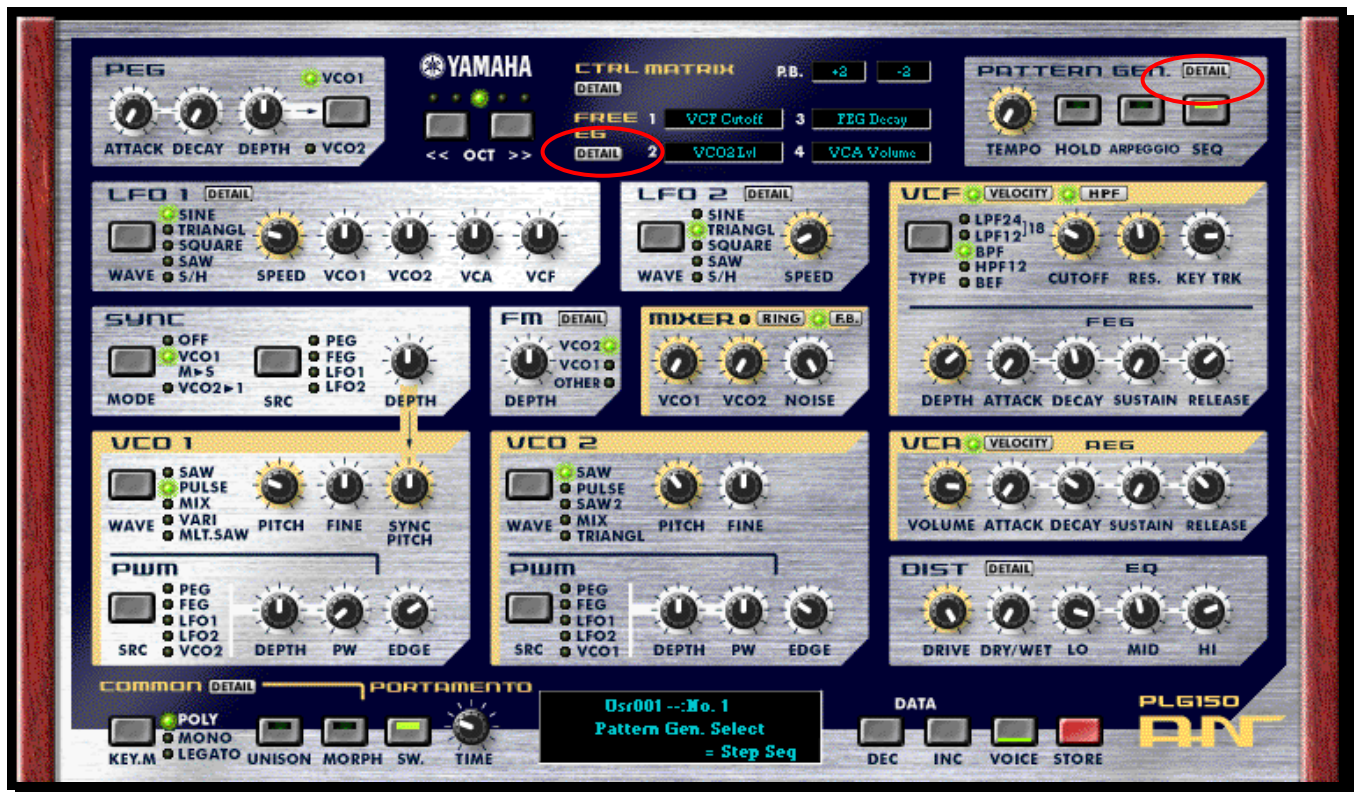 PEG
VCO1
ATTACK DECAY DEPTH
VCO2
YAMAHA
<< OCT >>
CTRL MATRIX
DETAIL
P.B. +2 -2
FREE EG
DETAIL
1 VCF Cutoff 3 FEG Decay
2 VCO2 Lvl 4 VCA Volume
PATTERN GEN. DETAIL
TEMPO HOLD ARPEGGIO SEQ
LFO 1 DETAIL
SINE
TRIANGL
SQUARE
SAW
S/H
WAVE SPEED VCO1 VCO2 VCA VCF
LFO 2 DETAIL
SINE
TRIANGL
SQUARE
SAW
S/H
WAVE SPEED
VCF VELOCITY HPF
LPF24
LPF12 ]18
BPF
HPF12
BEF
TYPE CUTOFF RES. KEY TRK
FEG
DEPTH ATTACK DECAY SUSTAIN RELEASE
SYNC
OFF
VCO1
M▸S
VCO2▸1
MODE
PEG
FEG
LFO1
LFO2
SRC
DEPTH
FM DETAIL
VCO2
VCO1
OTHER
DEPTH
MIXER RING F.B.
VCO1 VCO2 NOISE
VCO 1
SAW
PULSE
MIX
VARI
MLT.SAW
WAVE PITCH FINE SYNC PITCH
PWM
PEG
FEG
LFO1
LFO2
VCO2
SRC DEPTH PW EDGE
VCO 2
SAW
PULSE
SAW2
MIX
TRIANGL
WAVE PITCH FINE
PWM
PEG
FEG
LFO1
LFO2
VCO1
SRC DEPTH PW EDGE
VCA VELOCITY AEG
VOLUME ATTACK DECAY SUSTAIN RELEASE
DIST DETAIL EQ
DRIVE DRY/WET LO MID HI
COMMON DETAIL PORTAMENTO
POLY
MONO
LEGATO
KEY.M UNISON MORPH SW. TIME
Usr001 --:No. 1
Pattern Gen. Select
= Step Seq
DATA
DEC INC VOICE STORE
PLG150
AN